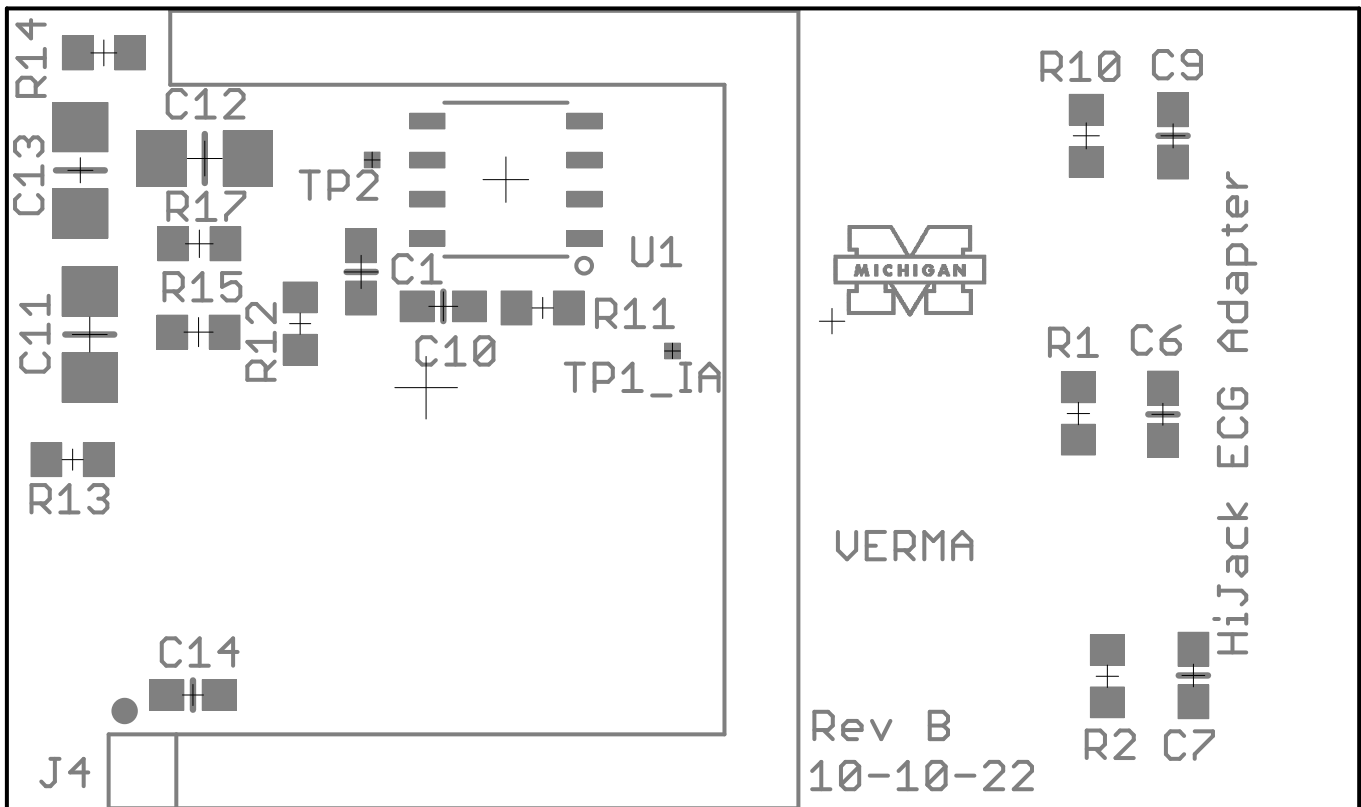 R14
C12
C13
R17
TP2
U1
C1
R15
C11
R12
C10
R11
TP1_IA
R13
C14
J4
MICHIGAN
VERMA
Rev B
10-10-22
R10
C9
R1
C6
R2
C7
HiJack ECG Adapter